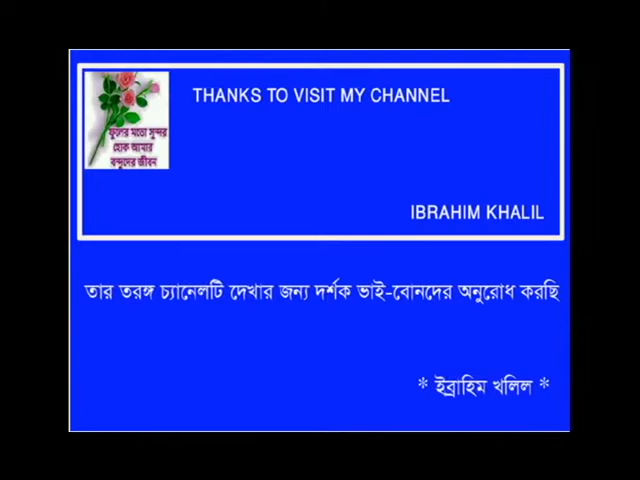 THANKS TO VISIT MY CHANNEL
ফুলের মতো সুন্দর
হোক আমার
বন্দুদের জীবন
IBRAHIM KHALIL
তার তরঙ্গ চ্যানেলটি দেখার জন্য দর্শক ভাই-বোনদের অনুরোধ করছি
* ইব্রাহিম খলিল *